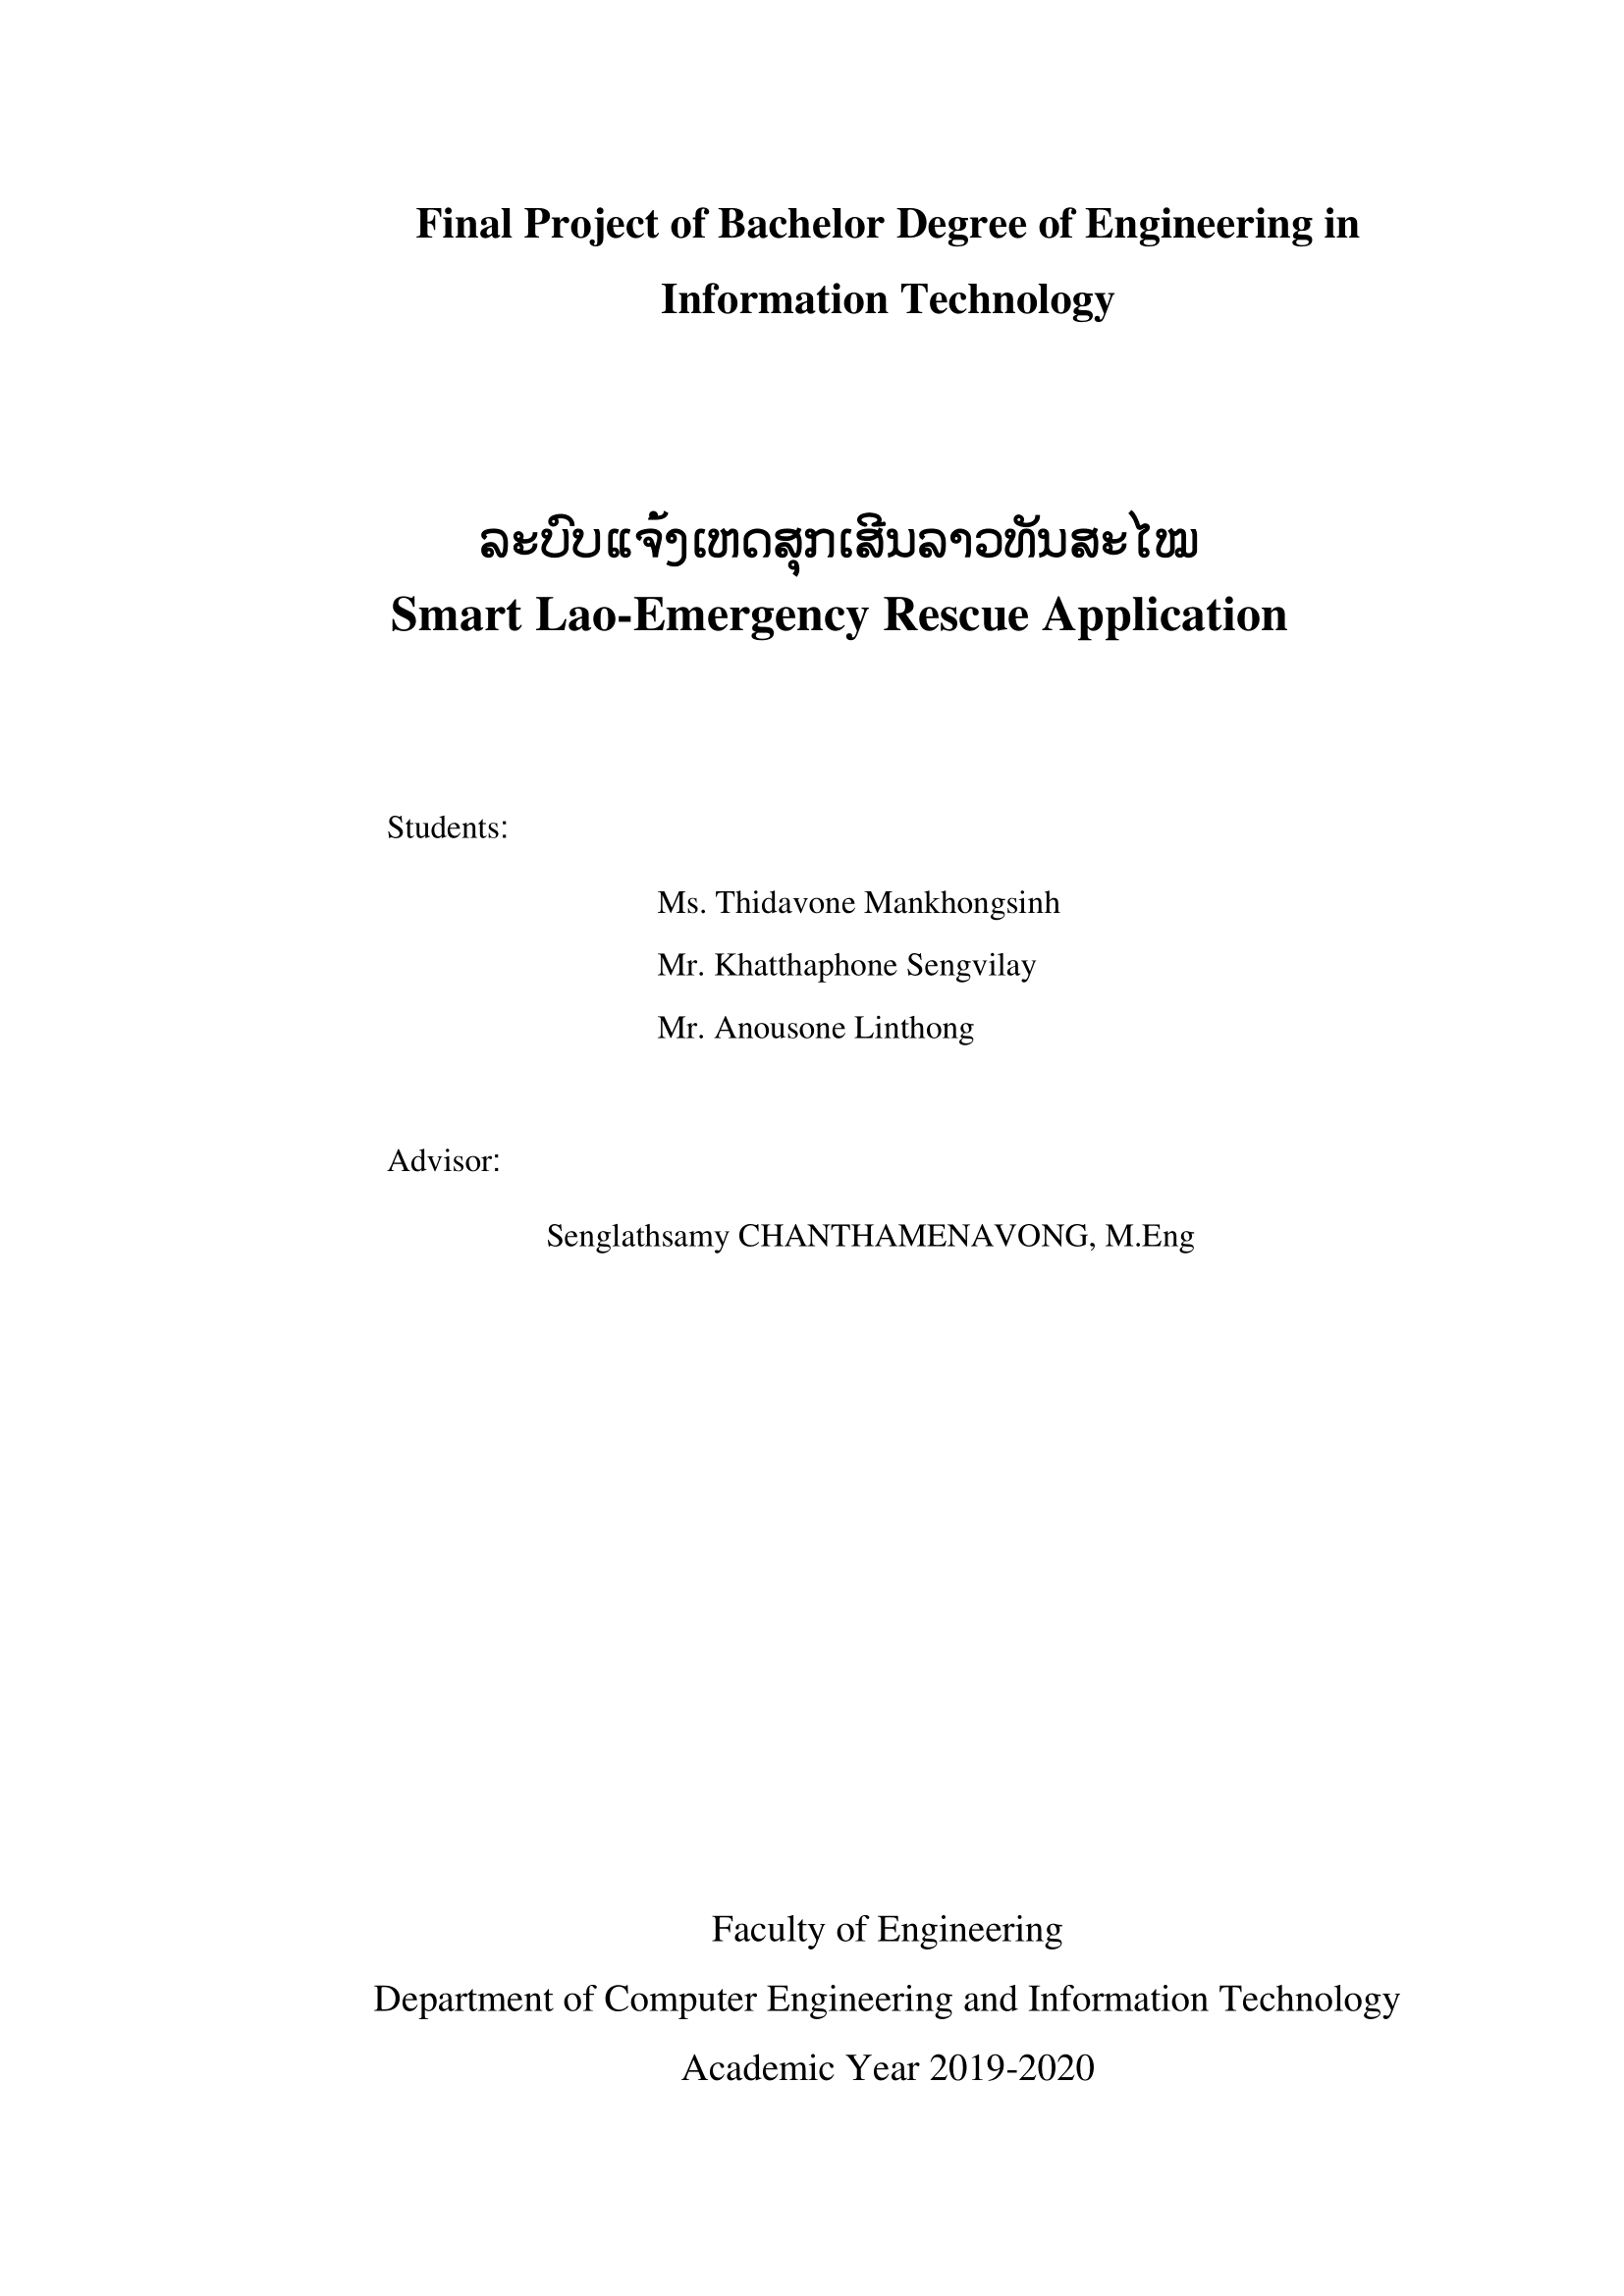 Final Project of Bachelor Degree of Engineering in
Information Technology
ລະບົບແຈ້ງເຫດສຸກເສີນລາວທັນສະໄໝ
Smart Lao-Emergency Rescue Application
Students:
Ms. Thidavone Mankhongsinh
Mr. Khatthaphone Sengvilay
Mr. Anousone Linthong
Advisor:
Senglathsamy CHANTHAMENAVONG, M.Eng
Faculty of Engineering
Department of Computer Engineering and Information Technology
Academic Year 2019-2020